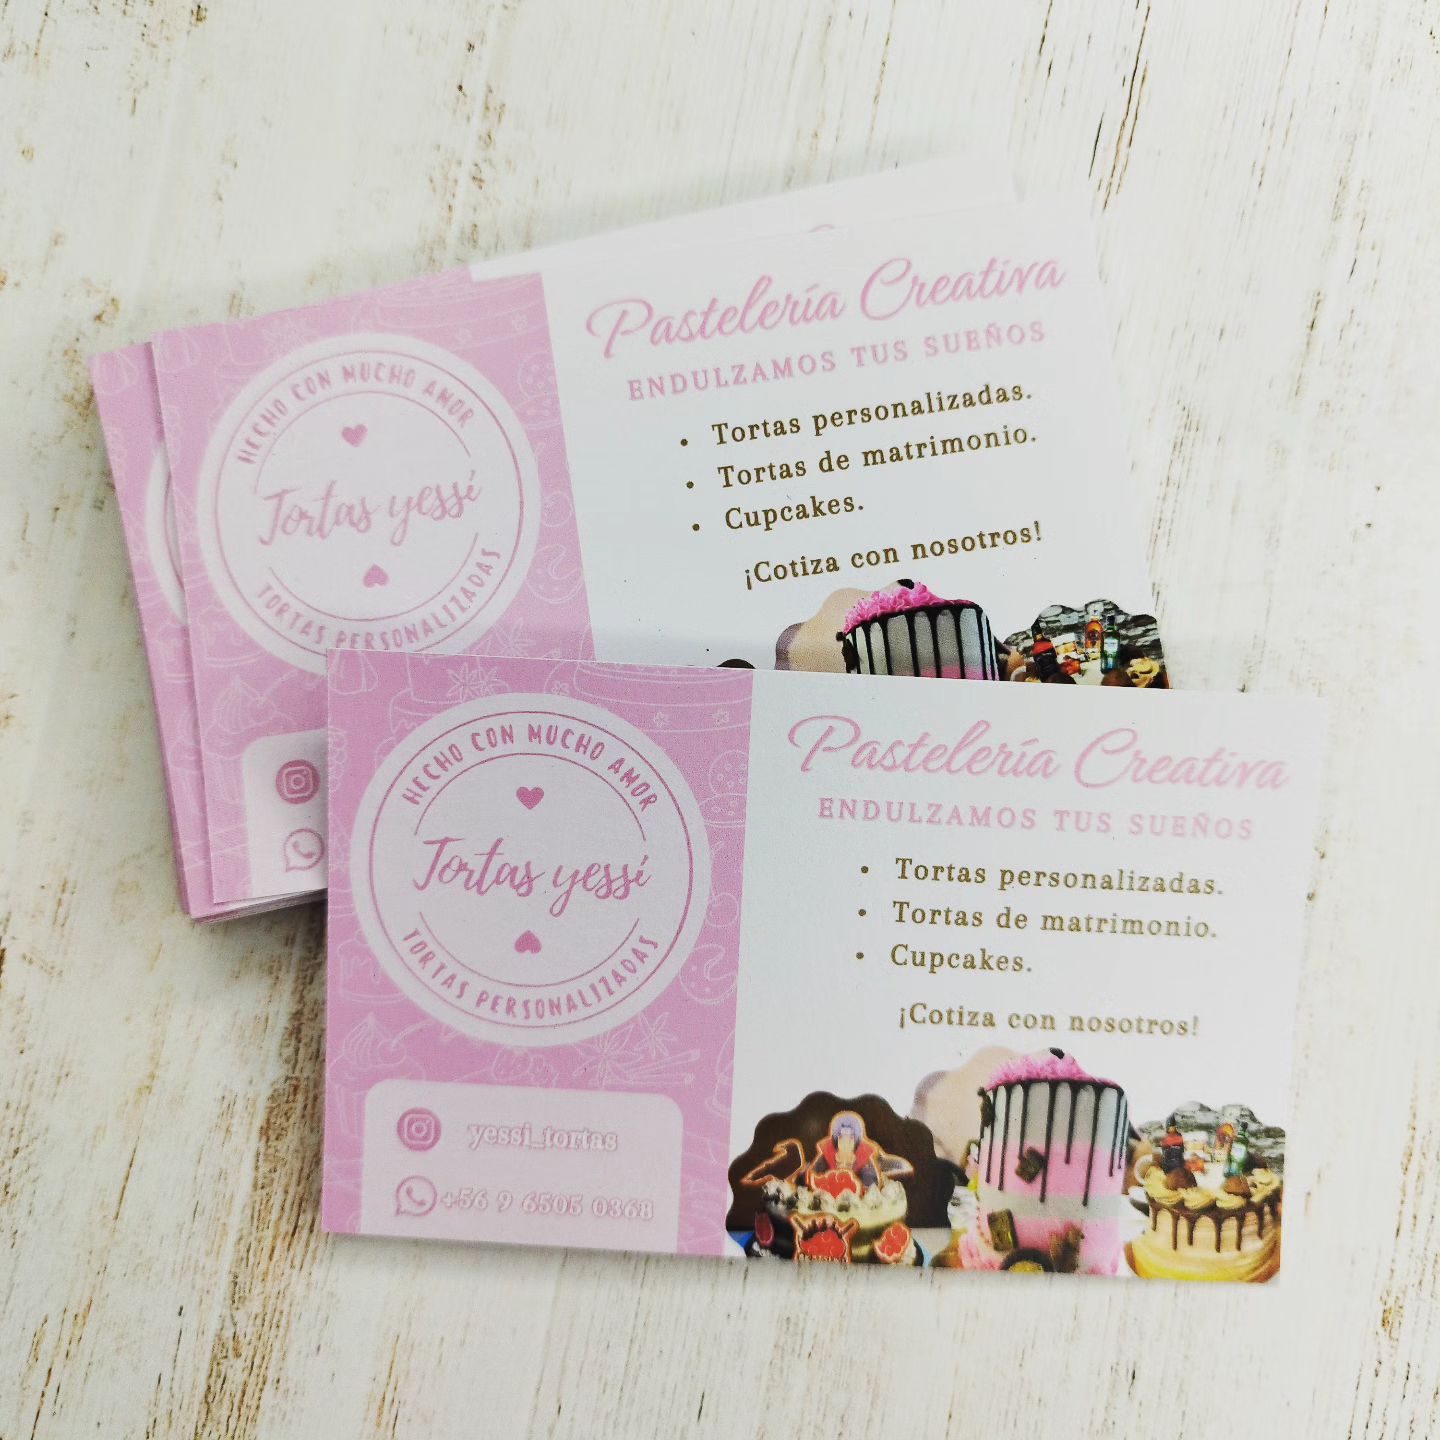 HECHO CON MUCHO AMOR
Tortas yessi
TORTAS PERSONALIZADAS
Pastelería Creativa
ENDULZAMOS TUS SUEÑOS
• Tortas personalizadas.
• Tortas de matrimonio.
• Cupcakes.
¡Cotiza con nosotros!
HECHO CON MUCHO AMOR
Tortas yessi
TORTAS PERSONALIZADAS
yessi_tortas
+56 9 6505 0368
Pastelería Creativa
ENDULZAMOS TUS SUEÑOS
• Tortas personalizadas.
• Tortas de matrimonio.
• Cupcakes.
¡Cotiza con nosotros!